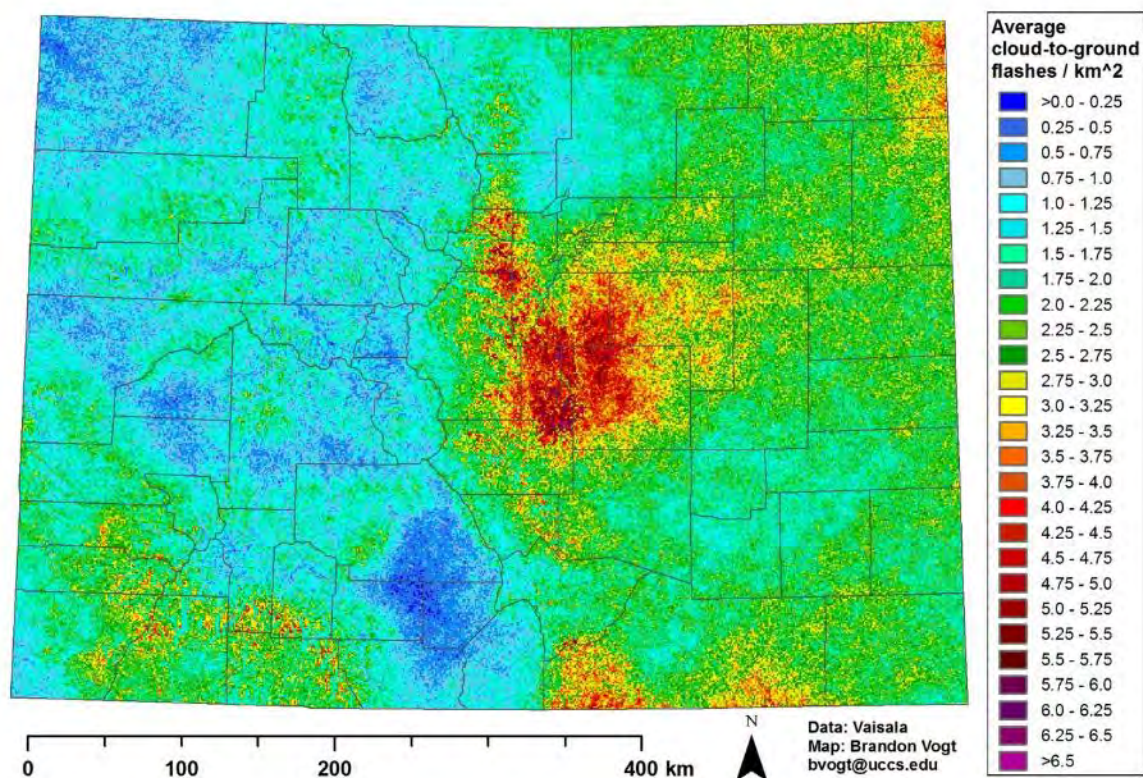 Average
cloud-to-ground
flashes / km^2
>0.0 - 0.25
0.25 - 0.5
0.5 - 0.75
0.75 - 1.0
1.0 - 1.25
1.25 - 1.5
1.5 - 1.75
1.75 - 2.0
2.0 - 2.25
2.25 - 2.5
2.5 - 2.75
2.75 - 3.0
3.0 - 3.25
3.25 - 3.5
3.5 - 3.75
3.75 - 4.0
4.0 - 4.25
4.25 - 4.5
4.5 - 4.75
4.75 - 5.0
5.0 - 5.25
5.25 - 5.5
5.5 - 5.75
5.75 - 6.0
6.0 - 6.25
6.25 - 6.5
>6.5
0 100 200 400 km
N
Data: Vaisala
Map: Brandon Vogt
bvogt@uccs.edu